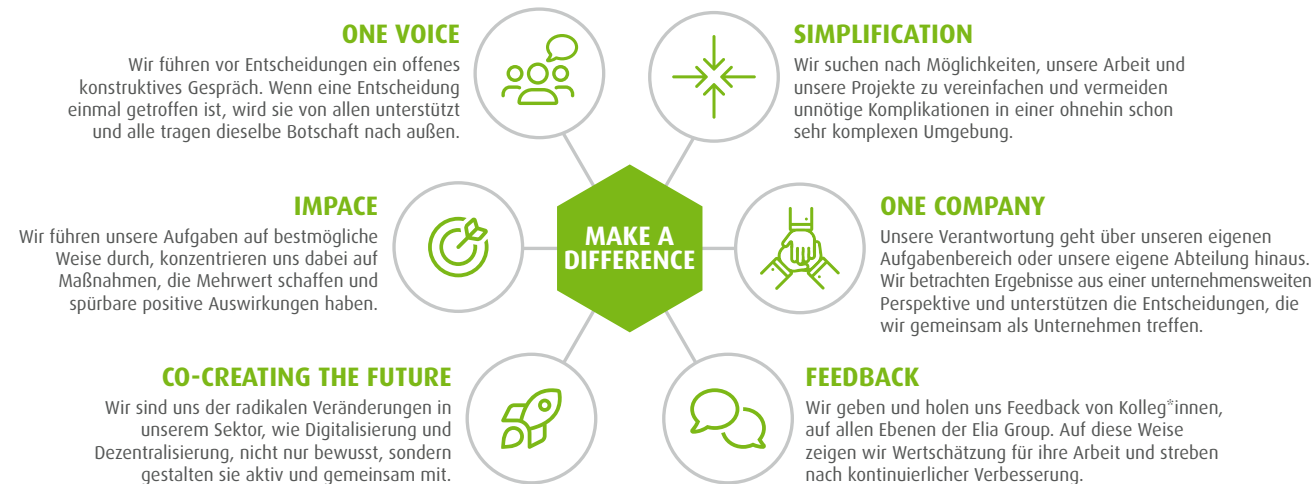 ONE VOICE
Wir führen vor Entscheidungen ein offenes
konstruktives Gespräch. Wenn eine Entscheidung
einmal getroffen ist, wird sie von allen unterstützt
und alle tragen dieselbe Botschaft nach außen.
SIMPLIFICATION
Wir suchen nach Möglichkeiten, unsere Arbeit und
unsere Projekte zu vereinfachen und vermeiden
unnötige Komplikationen in einer ohnehin schon
sehr komplexen Umgebung.
IMPACE
Wir führen unsere Aufgaben auf bestmögliche
Weise durch, konzentrieren uns dabei auf
Maßnahmen, die Mehrwert schaffen und
spürbare positive Auswirkungen haben.
MAKE A
DIFFERENCE
ONE COMPANY
Unsere Verantwortung geht über unseren eigenen
Aufgabenbereich oder unsere eigene Abteilung hinaus.
Wir betrachten Ergebnisse aus einer unternehmensweiten
Perspektive und unterstützen die Entscheidungen, die
wir gemeinsam als Unternehmen treffen.
CO-CREATING THE FUTURE
Wir sind uns der radikalen Veränderungen in
unserem Sektor, wie Digitalisierung und
Dezentralisierung, nicht nur bewusst, sondern
gestalten sie aktiv und gemeinsam mit.
FEEDBACK
Wir geben und holen uns Feedback von Kolleg*innen,
auf allen Ebenen der Elia Group. Auf diese Weise
zeigen wir Wertschätzung für ihre Arbeit und streben
nach kontinuierlicher Verbesserung.